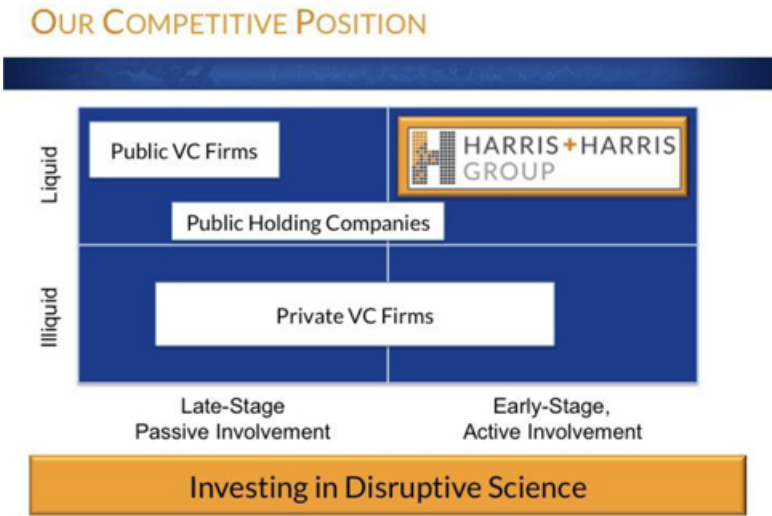 OUR COMPETITIVE POSITION
Liquid
Public VC Firms
HARRIS+HARRIS
GROUP
Public Holding Companies
Illiquid
Private VC Firms
Late-Stage
Passive Involvement
Early-Stage,
Active Involvement
Investing in Disruptive Science